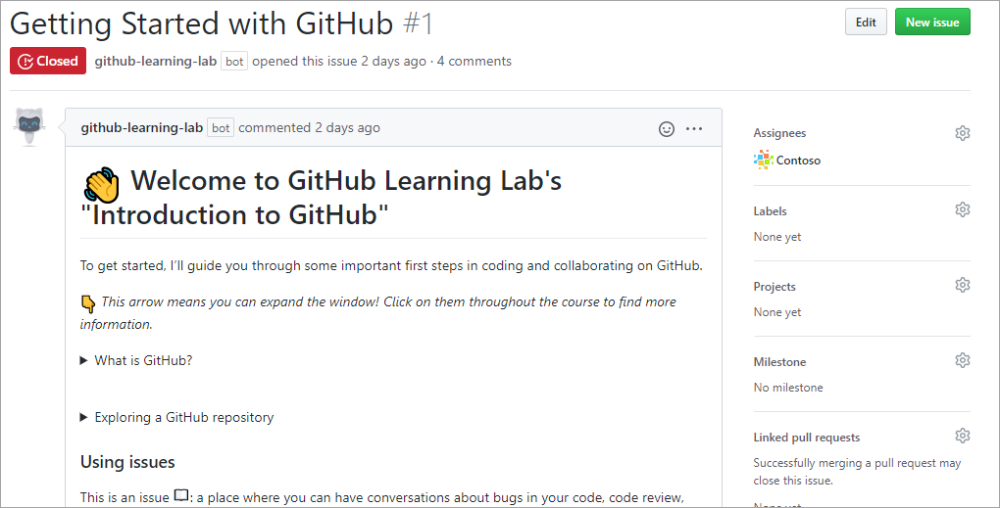 Getting Started with GitHub #1
Edit
New issue
Closed
github-learning-lab bot opened this issue 2 days ago · 4 comments
github-learning-lab bot commented 2 days ago
Welcome to GitHub Learning Lab's
"Introduction to GitHub"
To get started, I'll guide you through some important first steps in coding and collaborating on GitHub.
This arrow means you can expand the window! Click on them throughout the course to find more
information.
What is GitHub?
Exploring a GitHub repository
Using issues
This is an issue : a place where you can have conversations about bugs in your code, code review,
Assignees
Contoso
Labels
None yet
Projects
None yet
Milestone
No milestone
Linked pull requests
Successfully merging a pull request may
close this issue.
None yet